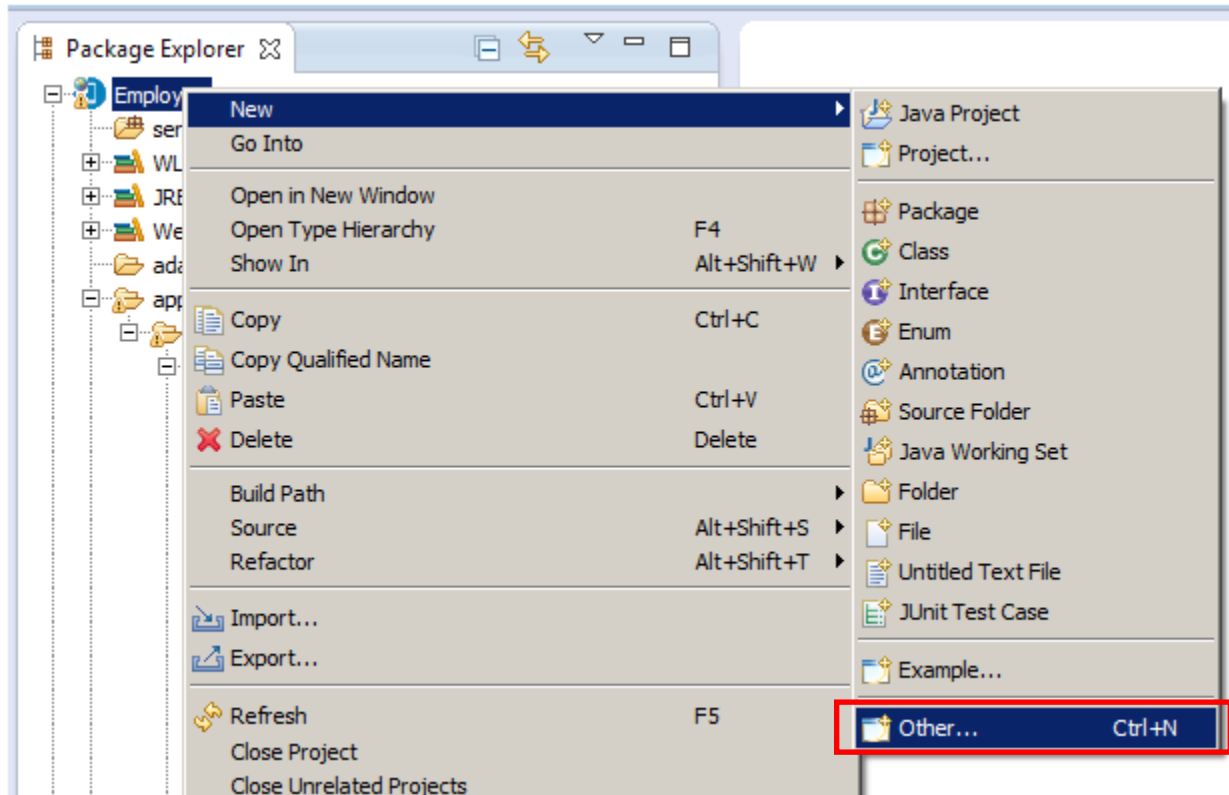 Package Explorer
Employ
ser
WL
JRE
We
ada
app
New
Go Into
Open in New Window
Open Type Hierarchy F4
Show In Alt+Shift+W
Copy Ctrl+C
Copy Qualified Name
Paste Ctrl+V
Delete Delete
Build Path
Source Alt+Shift+S
Refactor Alt+Shift+T
Import...
Export...
Refresh F5
Close Project
Close Unrelated Projects
Java Project
Project...
Package
Class
Interface
Enum
Annotation
Source Folder
Java Working Set
Folder
File
Untitled Text File
JUnit Test Case
Example...
Other... Ctrl+N